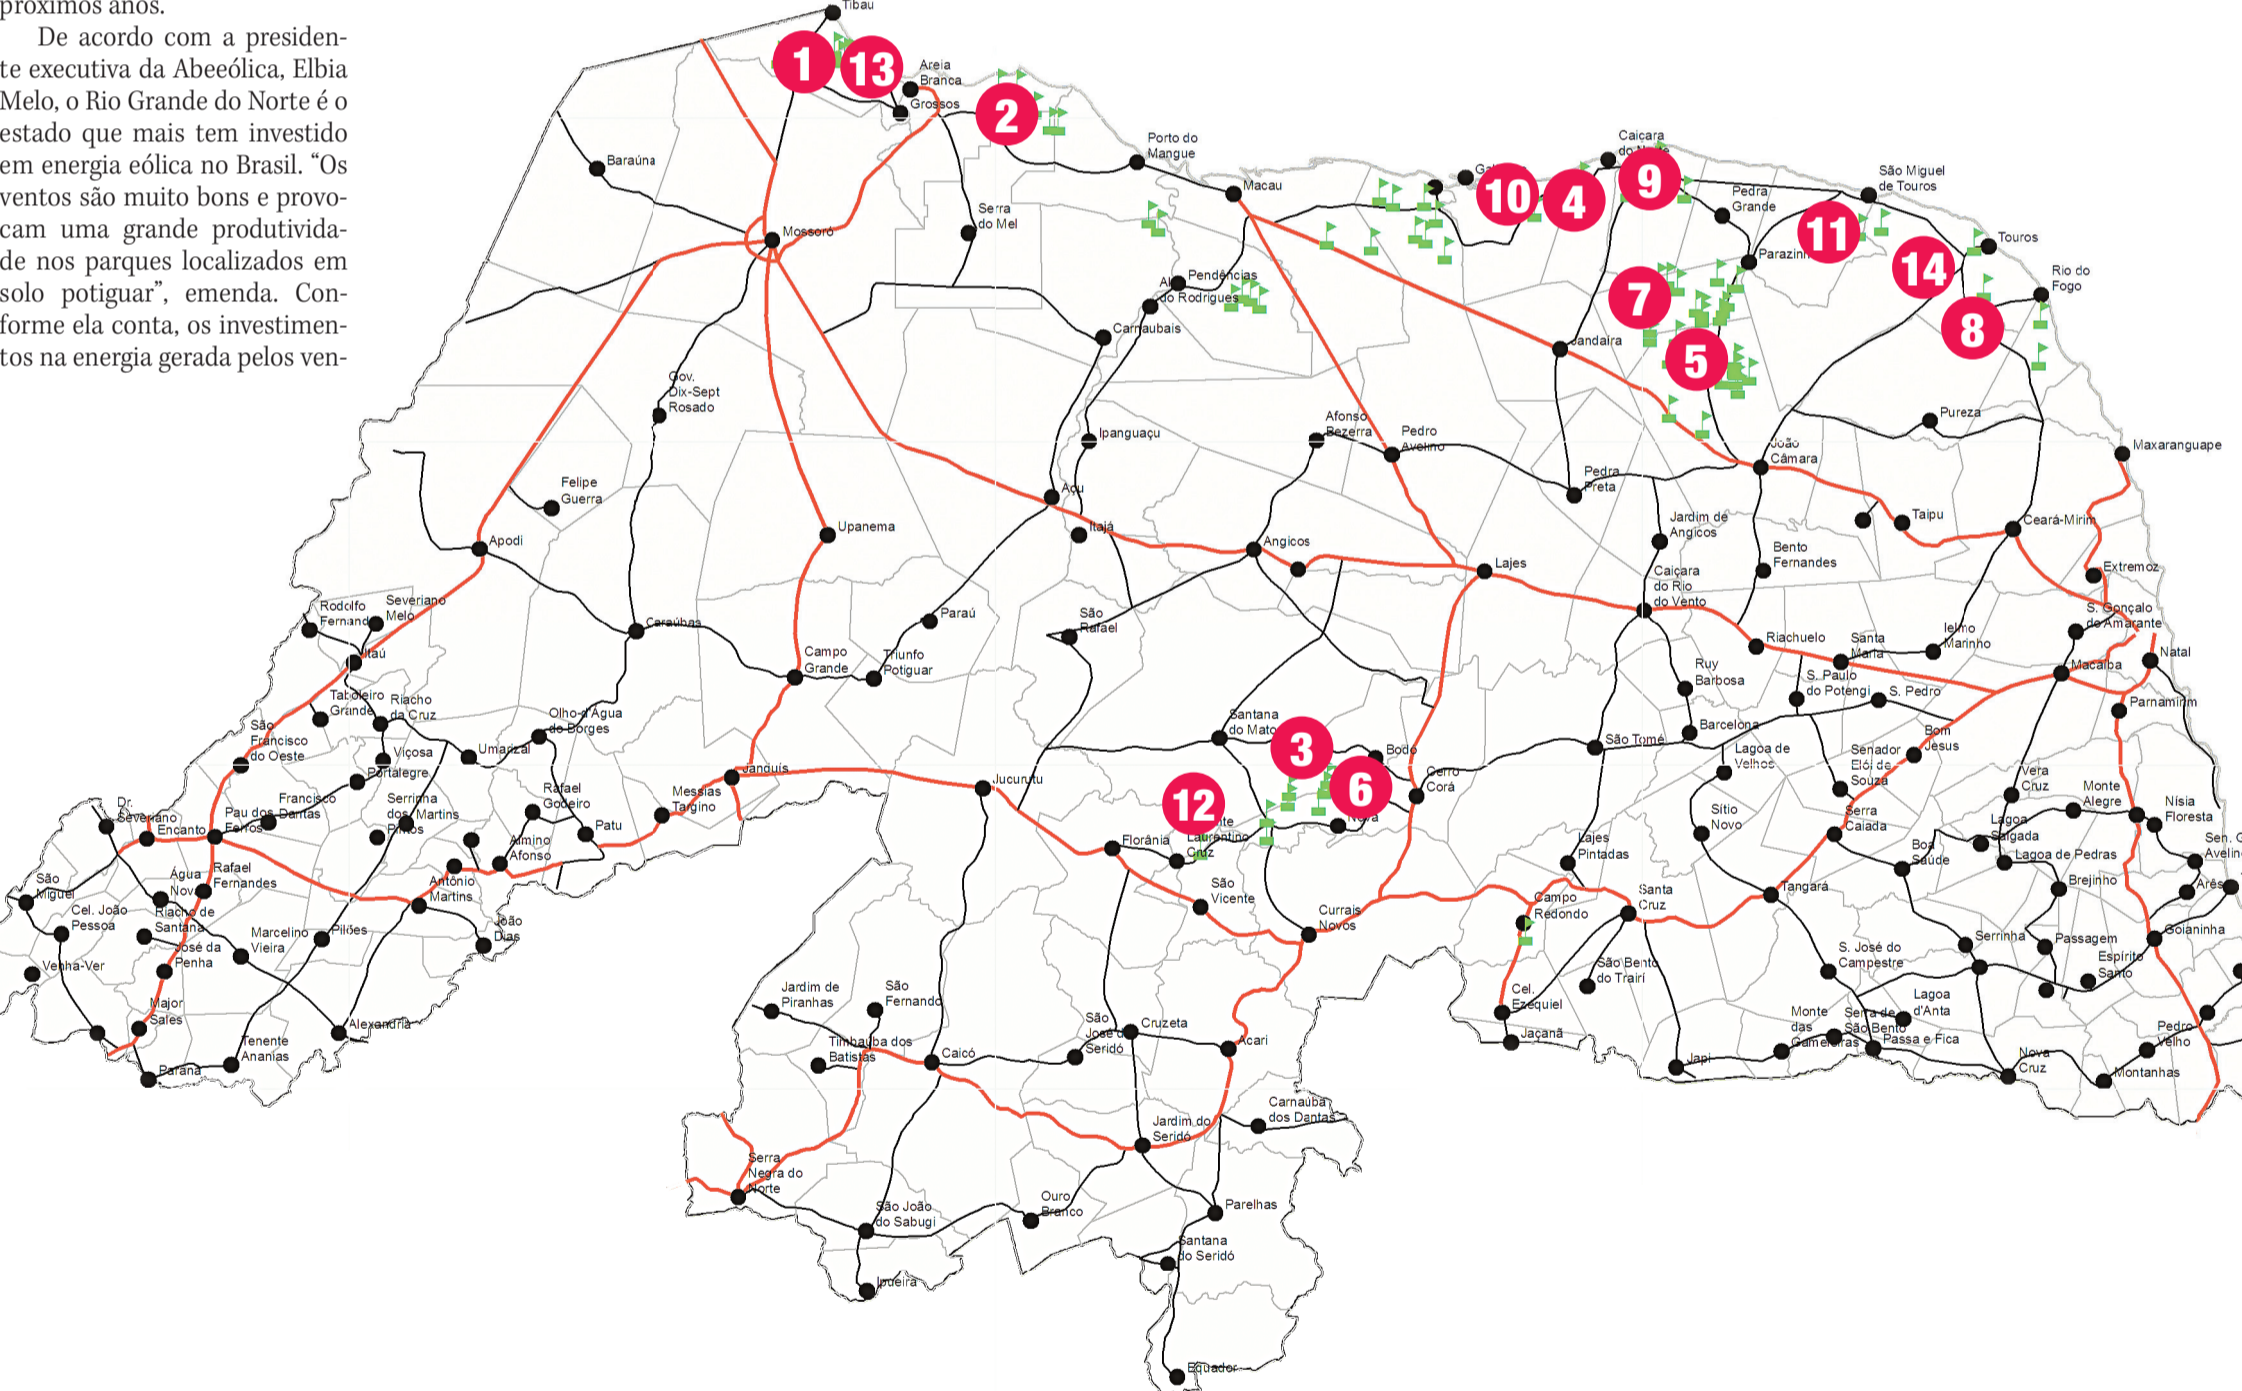 próximos anos.
De acordo com a presiden-
te executiva da Abeeólica, Elbia
Melo, o Rio Grande do Norte é o
estado que mais tem investido
em energia eólica no Brasil. “Os
ventos são muito bons e provo-
cam uma grande produtivida-
de nos parques localizados em
solo potiguar”, emenda. Con-
forme ela conta, os investimen-
tos na energia gerada pelos ven-
Tibau
1
13
Areia
Branca
Grossos
2
Baraúna
Mossoró
Serra
do Mel
Porto do
Mangue
Macau
10
4
Caiçara
9
Pedra
Grande
São Miguel
de Touros
11
Touros
14
Rio do
Fogo
8
7
5
Pendências
do Rodrigues
Carnaubais
Jandaíra
Gov.
Dix-Sept
Rosado
Ipanguaçu
Afonso
Bezerra
Pedro
Avelino
Pureza
João
Câmara
Maxaranguape
Pedra
Preta
Felipe
Guerra
Açu
Itajá
Upanema
Apodi
Angicos
Lajes
Jardim de
Angicos
Bento
Fernandes
Taipu
Ceará-Mirim
Extremoz
Caiçara
do Rio
do Vento
Rodolfo
Fernand
Severiano
Melo
Itaú
Caraúbas
Paraú
São
Rafael
Campo
Grande
Triunfo
Potiguar
Riachuelo
Santa
Maria
Ielmo
Marinho
S. Gonçalo
do Amarante
Natal
Macaíba
Parnamirim
Ruy
Barbosa
S. Paulo
do Potengi
S. Pedro
Barcelona
Taboleiro
Grande
Riacho
da Cruz
Olho-d'Água
do Borges
São
Francisco
do Oeste
Viçosa
Umarizal
Portalegre
Santana
do Mato
3
Bodó
6
Cerro
Corá
São Tomé
Lagoa de
Velhos
Senador
Elói de
Souza
Bom
Jesus
Vera
Cruz
Monte
Alegre
Nísia
Floresta
Janduís
Messias
Targino
Jucurutu
12
Laurentino
Cruz
Florânia
Nova
Dr.
Severiano
Encanto
Pau dos
Ferros
Francisco
Dantas
Serrinha
dos Martins
Pintos
Rafael
Godeiro
Patu
Almino
Afonso
Antônio
Martins
João
Dias
São
Miguel
Água
Nova
Rafael
Fernandes
Cel. João
Pessoa
Riacho de
Santana
José da
Penha
Marcelino
Vieira
Pilões
Venha-Ver
Major
Sales
Paraná
Tenente
Ananias
Alexandria
São
Vicente
Currais
Novos
Campo
Redondo
Lajes
Pintadas
Santa
Cruz
Sítio
Novo
Serra
Caiada
Tangará
Boa
Saúde
Lagoa
Salgada
Lagoa de Pedras
Brejinho
Sen. G
Avelin
Arês
Goianinha
Serrinha
Passagem
Espírito
Santo
S. José do
Campestre
São Bento
do Trairí
Cel.
Ezequiel
Jaçanã
Japi
Monte
das
Gameleiras
Serra de
São Bento
Lagoa
d'Anta
Passa e Fica
Nova
Cruz
Pedro
Velho
Montanhas
Jardim de
Piranhas
São
Fernando
Timbaúba dos
Batistas
Caicó
São
José d
Seridó
Cruzeta
Acari
Carnaúba
dos Dantas
Jardim do
Seridó
Serra
Negra do
Norte
São João
do Sabugi
Ouro
Branco
Parelhas
Santana
do Seridó
Ipueira
Equador